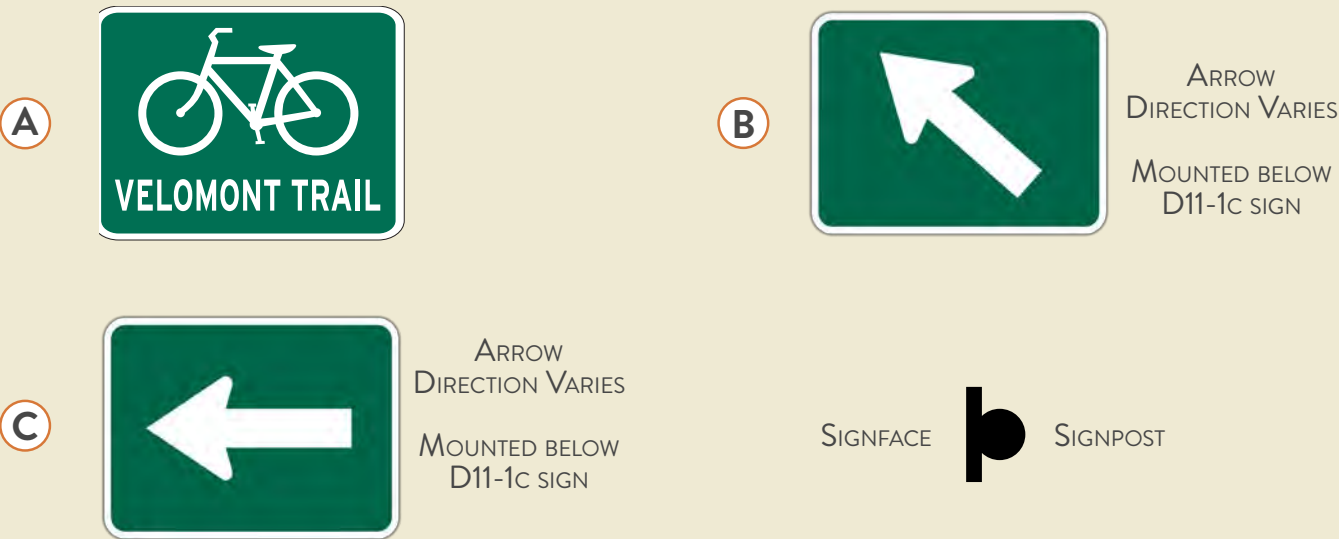 A
VELOMONT TRAIL
B
Arrow
Direction Varies
Mounted below
D11-1c sign
C
Arrow
Direction Varies
Mounted below
D11-1c sign
Signface
Signpost